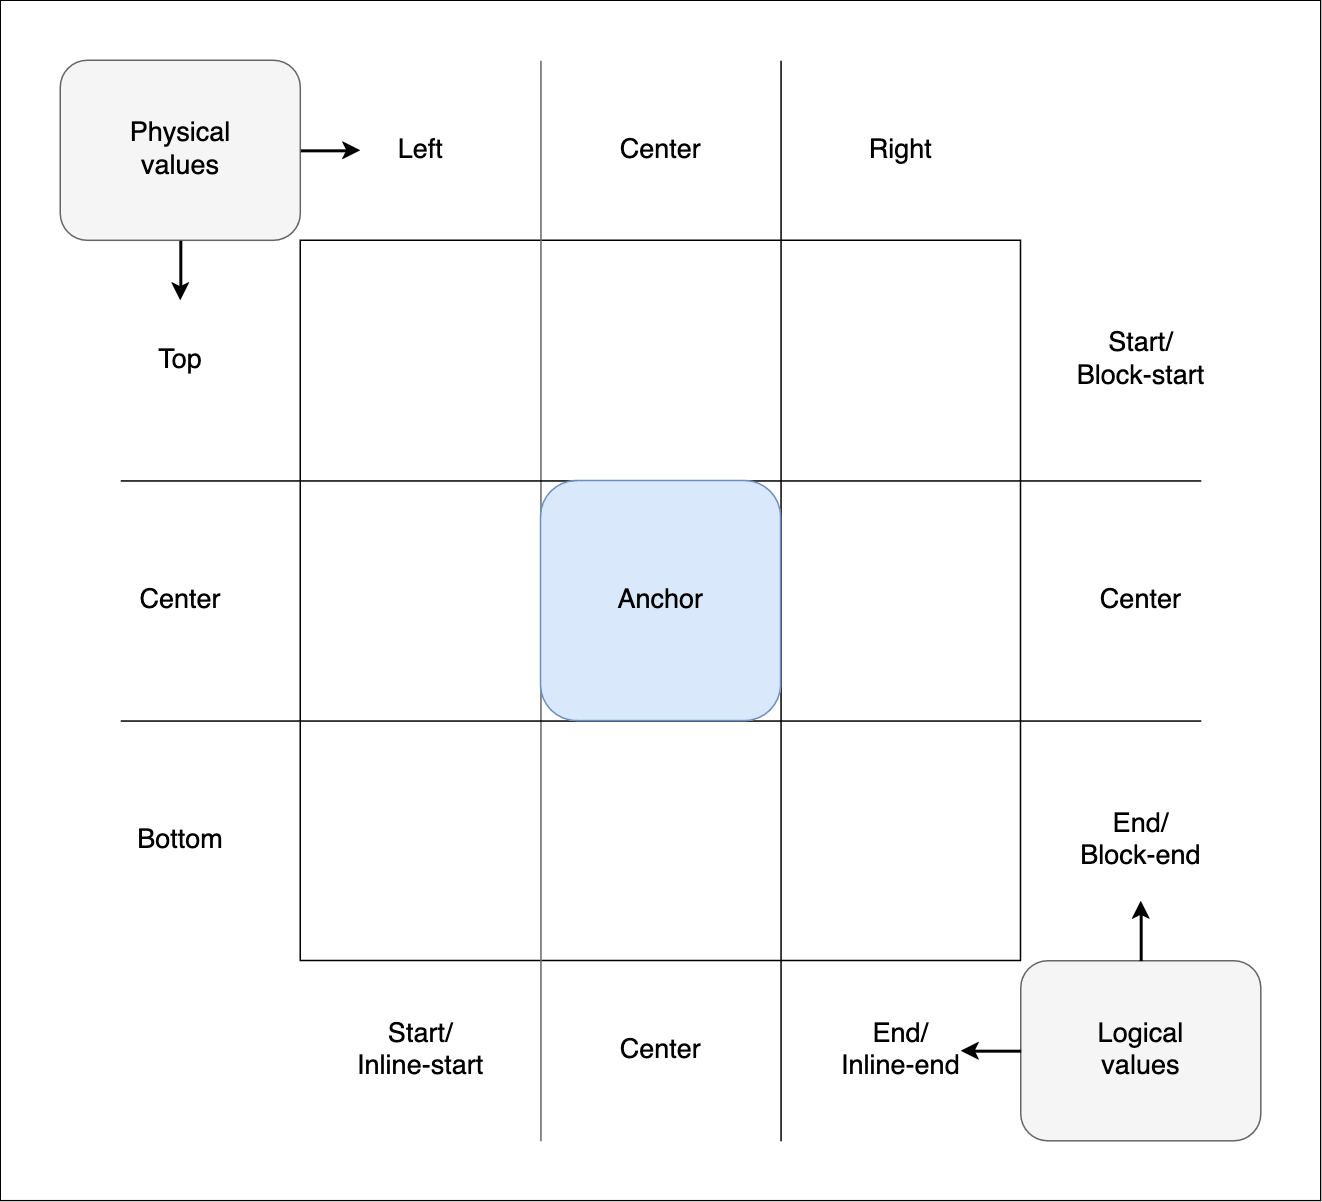 Physical
values
Left
Center
Right
Top
Start/
Block-start
Center
Anchor
Center
Bottom
End/
Block-end
Start/
Inline-start
Center
End/
Inline-end
Logical
values